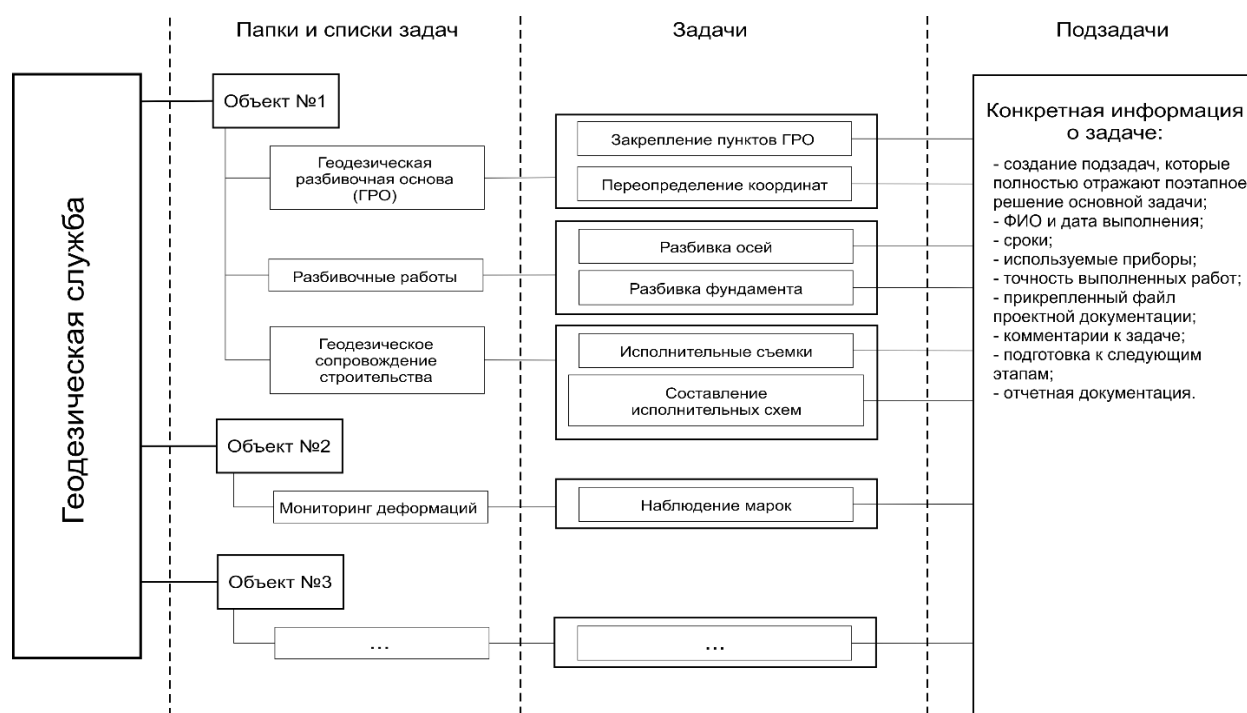 Папки и списки задач
Задачи
Подзадачи
Геодезическая служба
Объект №1
Геодезическая
разбивочная основа
(ГРО)
Закрепление пунктов ГРО
Переопределение координат
Разбивочные работы
Разбивка осей
Разбивка фундамента
Геодезическое
сопровождение
строительства
Исполнительные съемки
Составление
исполнительных схем
Объект №2
Мониторинг деформаций
Наблюдение марок
Объект №3
...
...
Конкретная информация
о задаче:
- создание подзадач, которые
полностью отражают поэтапное
решение основной задачи;
- ФИО и дата выполнения;
- сроки;
- используемые приборы;
- точность выполненных работ;
- прикрепленный файл
проектной документации;
- комментарии к задаче;
- подготовка к следующим
этапам;
- отчетная документация.